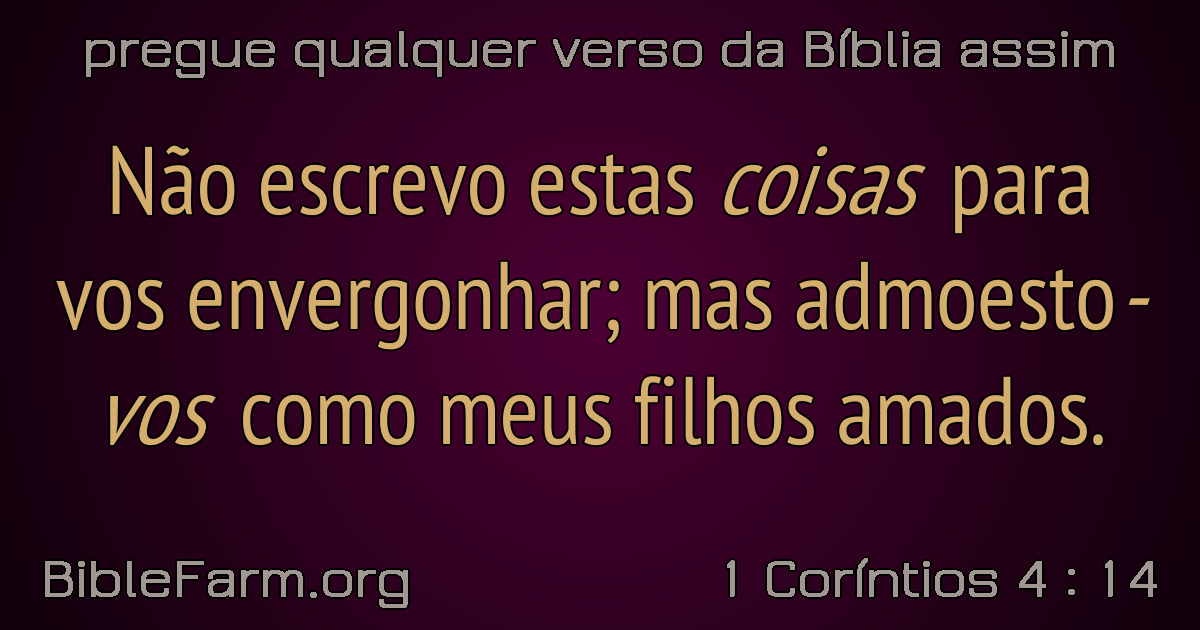 pregue qualquer verso da Bíblia assim
Não escrevo estas coisas para
vos envergonhar; mas admoesto-
vos como meus filhos amados.
BibleFarm.org
1 Coríntios 4 : 14